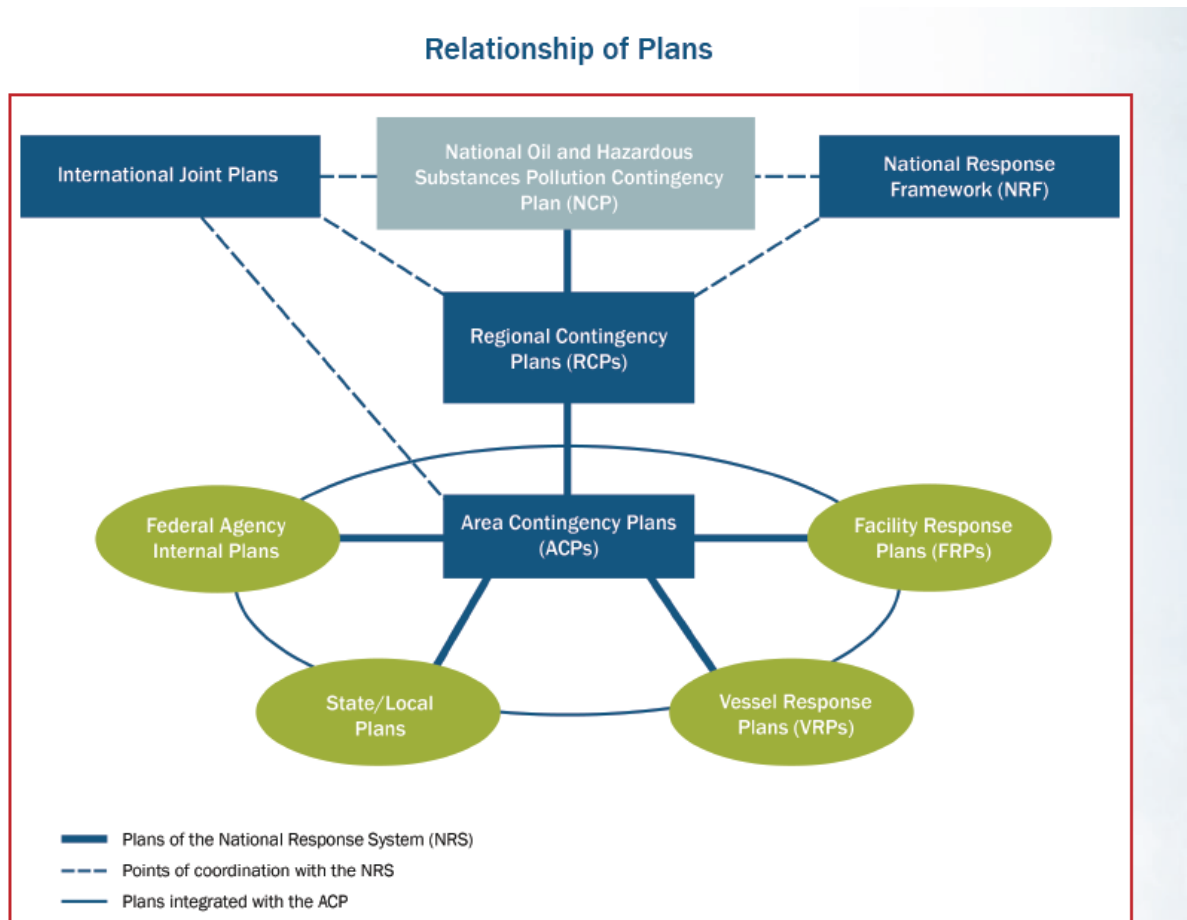 Relationship of Plans
International Joint Plans
National Oil and Hazardous
Substances Pollution Contingency
Plan (NCP)
National Response
Framework (NRF)
Regional Contingency
Plans (RCPs)
Federal Agency
Internal Plans
Area Contingency Plans
(ACPs)
Facility Response
Plans (FRPs)
State/Local
Plans
Vessel Response
Plans (VRPs)
Plans of the National Response System (NRS)
Points of coordination with the NRS
Plans integrated with the ACP